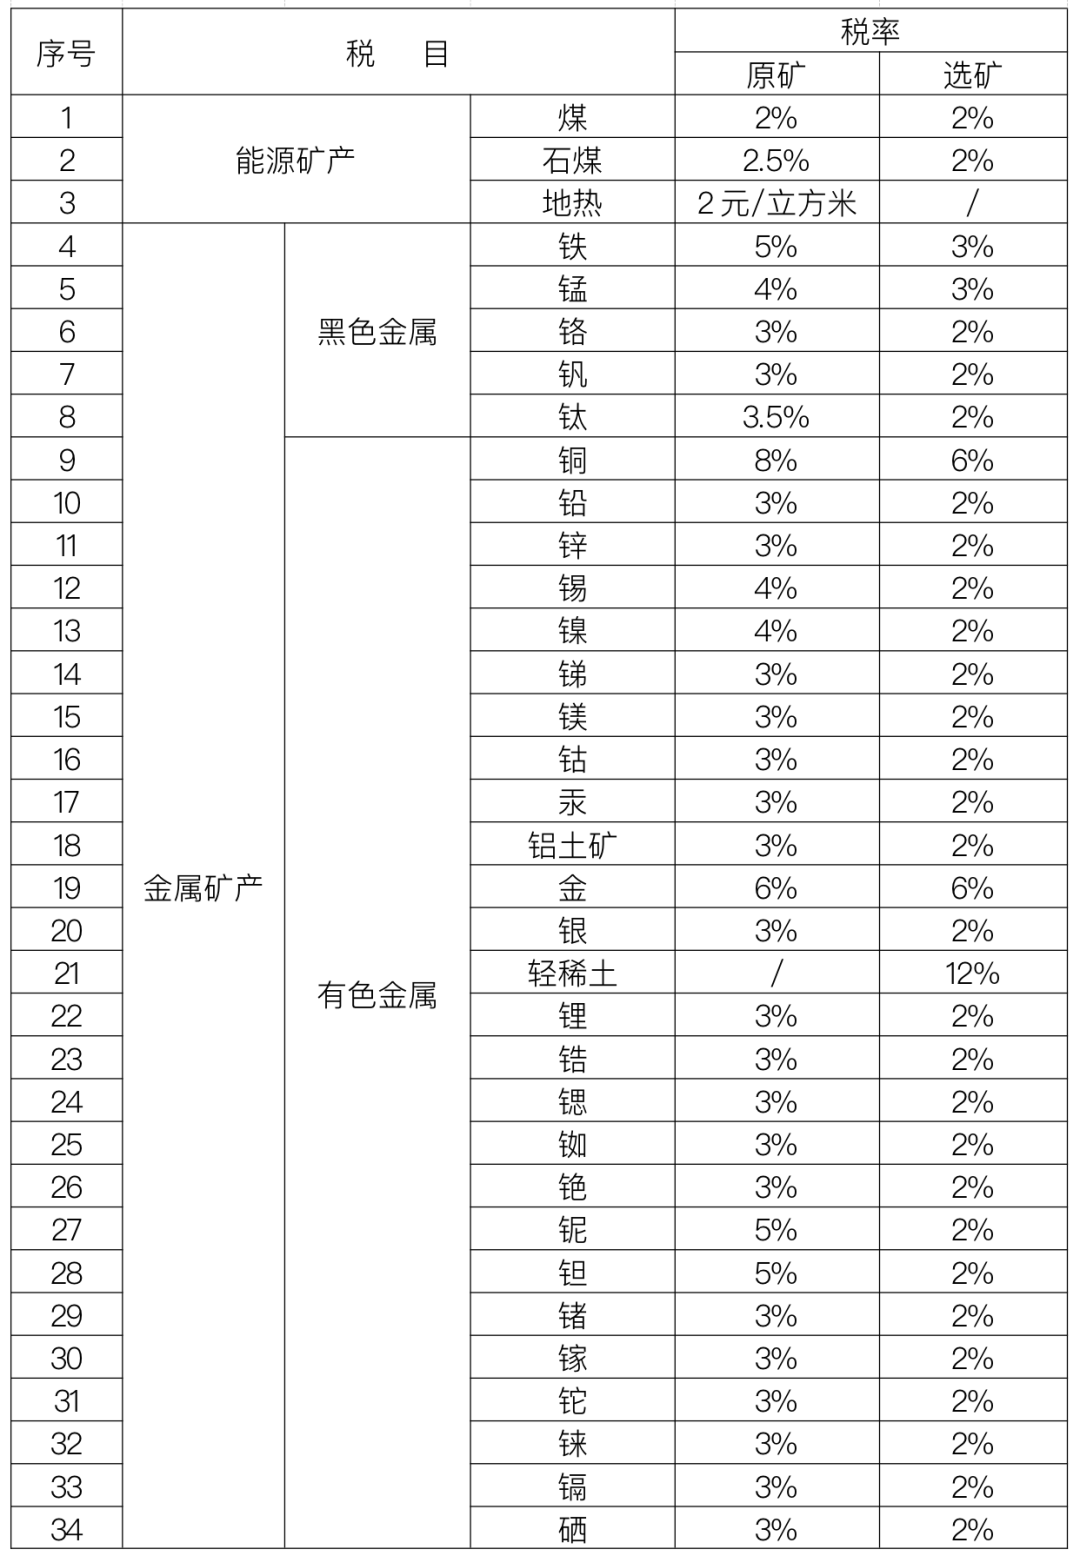 序号 税 目 税率
原矿 选矿
1 能源矿产 煤 2% 2%
2 石煤 2.5% 2%
3 地热 2元/立方米 /
4 金属矿产 黑色金属 铁 5% 3%
5 锰 4% 3%
6 铬 3% 2%
7 钒 3% 2%
8 钛 3.5% 2%
9 有色金属 铜 8% 6%
10 铅 3% 2%
11 锌 3% 2%
12 锡 4% 2%
13 镍 4% 2%
14 锑 3% 2%
15 镁 3% 2%
16 钴 3% 2%
17 汞 3% 2%
18 铝土矿 3% 2%
19 金 6% 6%
20 银 3% 2%
21 轻稀土 / 12%
22 锂 3% 2%
23 锆 3% 2%
24 锶 3% 2%
25 铷 3% 2%
26 铯 3% 2%
27 铌 5% 2%
28 钽 5% 2%
29 锗 3% 2%
30 镓 3% 2%
31 铊 3% 2%
32 铼 3% 2%
33 镉 3% 2%
34 硒 3% 2%